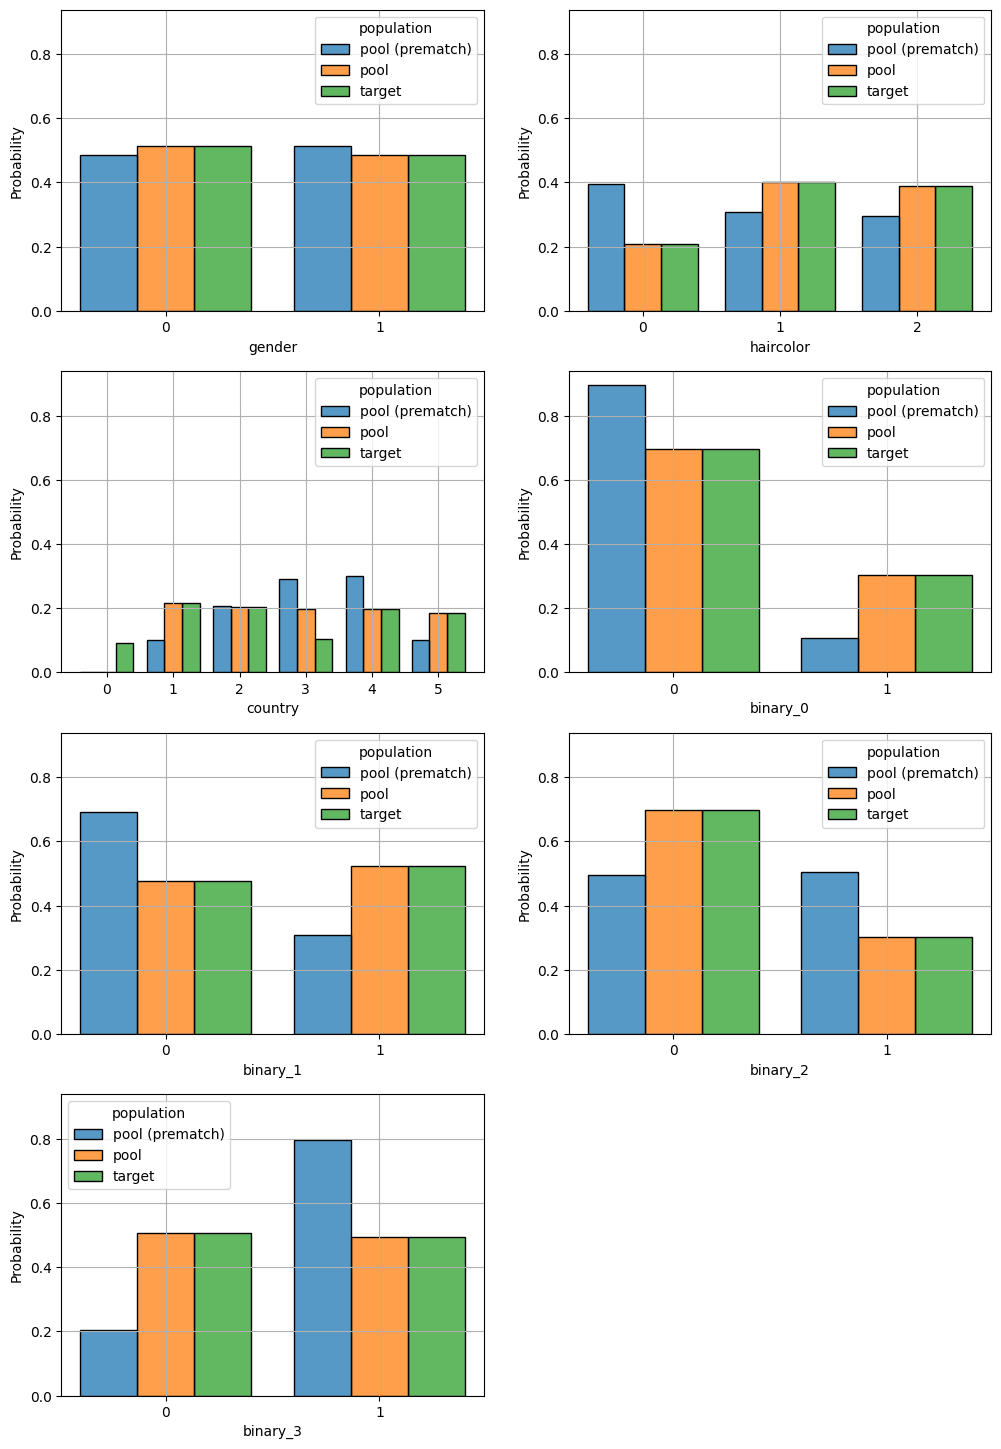 population
pool (prematch)
pool
target
Probability
0.8
0.6
0.4
0.2
0.0
0 1
gender
population
pool (prematch)
pool
target
Probability
0.8
0.6
0.4
0.2
0.0
0 1 2
haircolor
population
pool (prematch)
pool
target
Probability
0.8
0.6
0.4
0.2
0.0
0 1 2 3 4 5
country
population
pool (prematch)
pool
target
Probability
0.8
0.6
0.4
0.2
0.0
0 1
binary_0
population
pool (prematch)
pool
target
Probability
0.8
0.6
0.4
0.2
0.0
0 1
binary_1
population
pool (prematch)
pool
target
Probability
0.8
0.6
0.4
0.2
0.0
0 1
binary_2
population
pool (prematch)
pool
target
Probability
0.8
0.6
0.4
0.2
0.0
0 1
binary_3